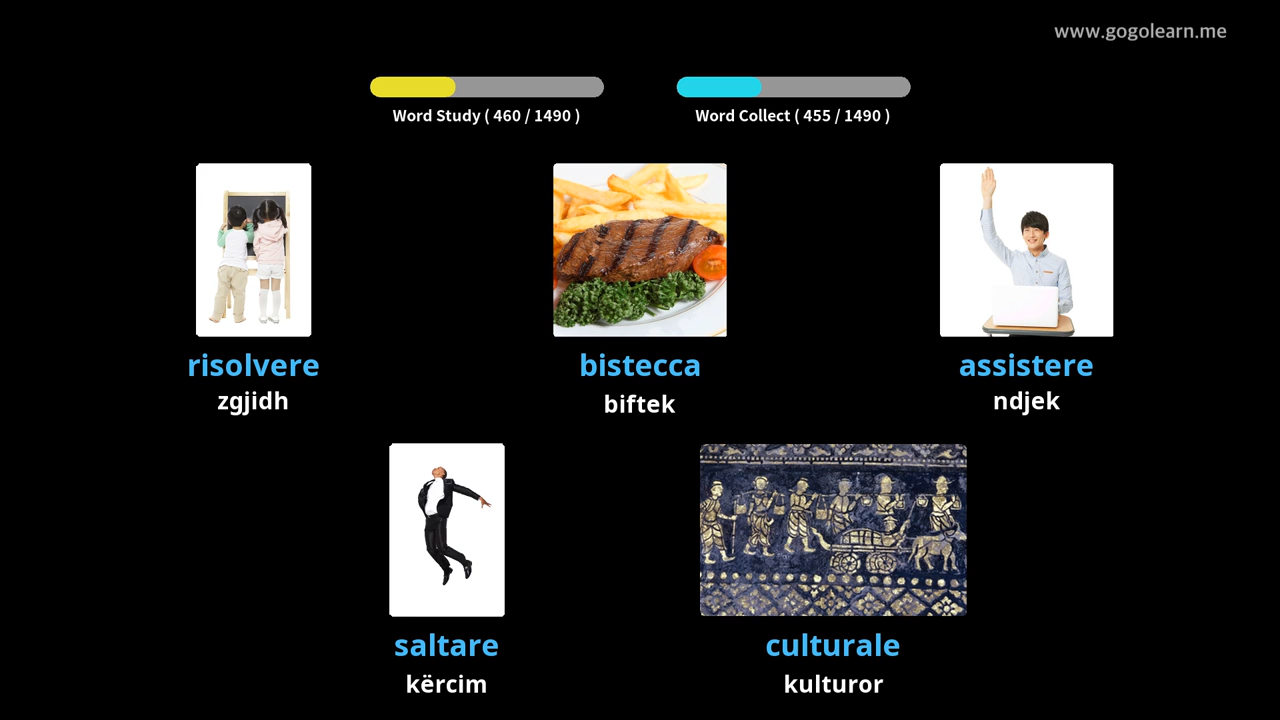 www.gogolearn.me
Word Study ( 460 / 1490 )
Word Collect ( 455 / 1490 )
risolvere
zgjidh
bistecca
biftek
assistere
ndjek
saltare
kërcim
culturale
kulturor